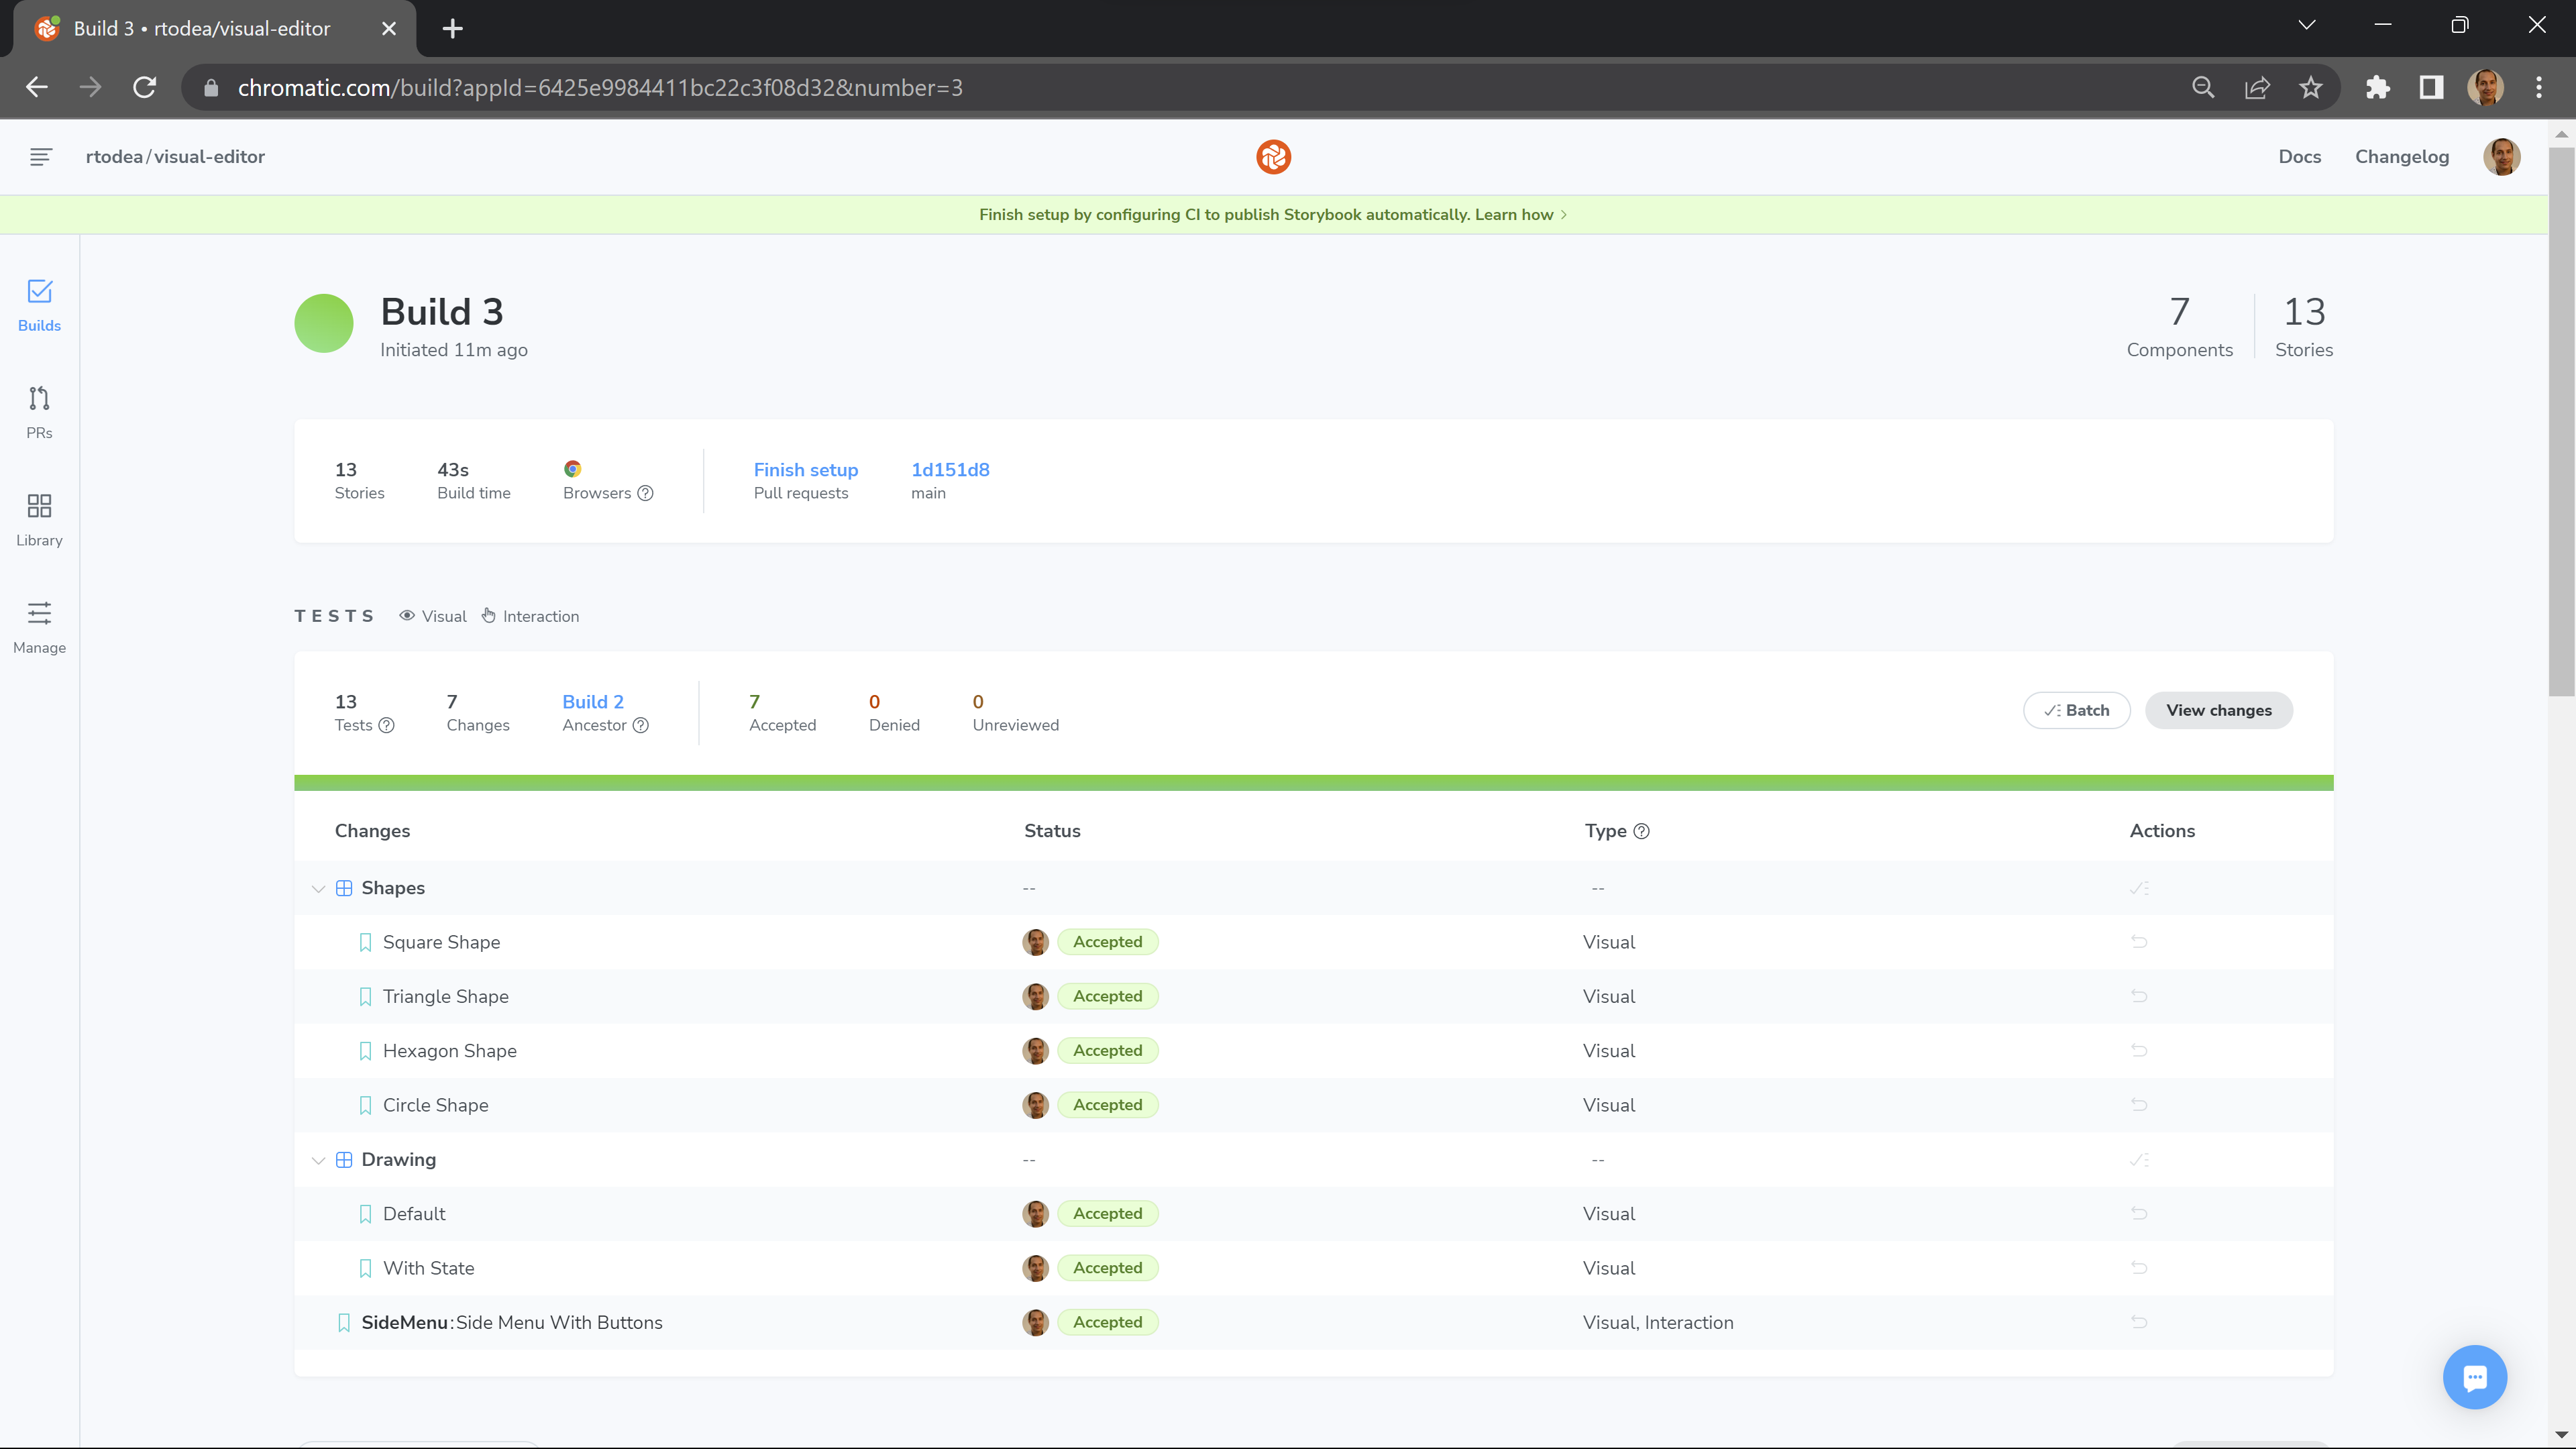 Build 3 • rtodea/visual-editor
chromatic.com/build?appId=6425e9984411bc22c3f08d32&number=3
rtodea/visual-editor
Docs
Changelog
Finish setup by configuring CI to publish Storybook automatically. Learn how
Builds
PRs
Library
Manage
Build 3
Initiated 11m ago
7
Components
13
Stories
13
Stories
43s
Build time
Browsers
Finish setup
Pull requests
1d151d8
main
TESTS Visual Interaction
13
Tests
7
Changes
Build 2
Ancestor
7
Accepted
0
Denied
0
Unreviewed
Batch
View changes
Changes Status Type Actions
Shapes -- --
Square Shape Accepted Visual
Triangle Shape Accepted Visual
Hexagon Shape Accepted Visual
Circle Shape Accepted Visual
Drawing -- --
Default Accepted Visual
With State Accepted Visual
SideMenu:Side Menu With Buttons Accepted Visual, Interaction